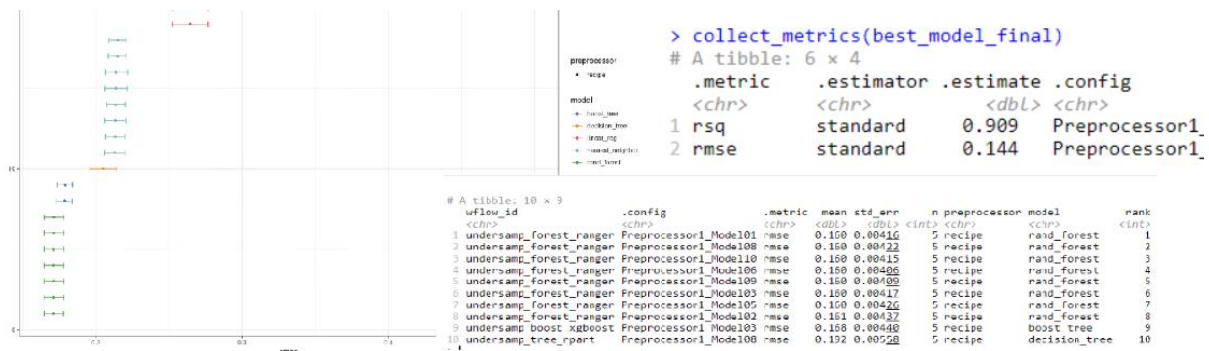 > collect_metrics(best_model_final)
# A tibble: 6 × 4
.metric .estimator .estimate .config
<chr> <chr> <dbl> <chr>
1 rsq standard 0.909 Preprocessor1_
2 rmse standard 0.144 Preprocessor1_
preprocessor
recipe
model
boost_tree
decision_tree
linear_reg
nearest_neighbor
rand_forest
# A tibble: 10 × 9
wflow_id .config .metric mean std_err n preprocessor model rank
<chr> <chr> <chr> <dbl> <dbl> <int> <chr> <chr> <int>
1 undersamp_forest_ranger Preprocessor1_Model01 rmse 0.160 0.00416 5 recipe rand_forest 1
2 undersamp_forest_ranger Preprocessor1_Model08 rmse 0.160 0.00422 5 recipe rand_forest 2
3 undersamp_forest_ranger Preprocessor1_Model10 rmse 0.160 0.00415 5 recipe rand_forest 3
4 undersamp_forest_ranger Preprocessor1_Model06 rmse 0.160 0.00406 5 recipe rand_forest 4
5 undersamp_forest_ranger Preprocessor1_Model09 rmse 0.160 0.00409 5 recipe rand_forest 5
6 undersamp_forest_ranger Preprocessor1_Model03 rmse 0.160 0.00417 5 recipe rand_forest 6
7 undersamp_forest_ranger Preprocessor1_Model05 rmse 0.160 0.00426 5 recipe rand_forest 7
8 undersamp_forest_ranger Preprocessor1_Model02 rmse 0.161 0.00437 5 recipe rand_forest 8
9 undersamp_boost_xgboost Preprocessor1_Model03 rmse 0.168 0.00440 5 recipe boost_tree 9
10 undersamp_tree_rpart Preprocessor1_Model08 rmse 0.192 0.00558 5 recipe decision_tree 10